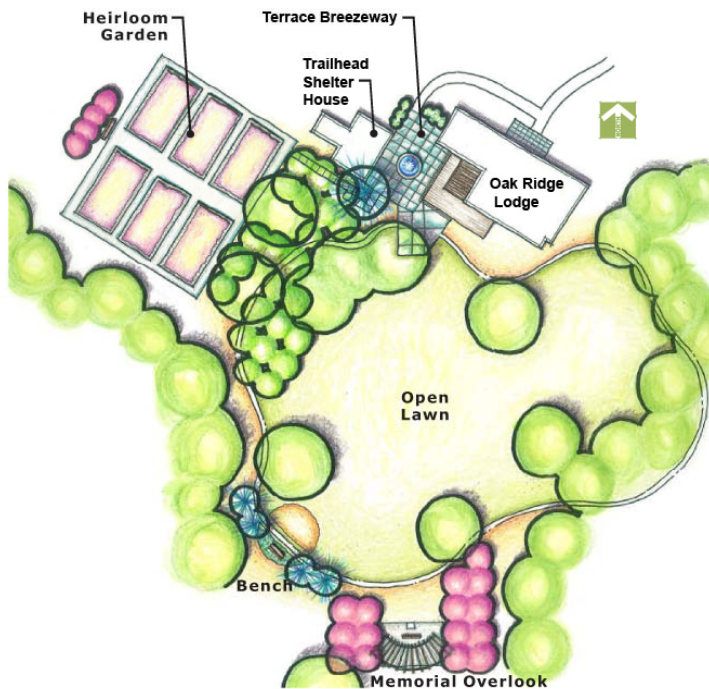 Heirloom
Garden
Terrace Breezeway
Trailhead
Shelter
House
Oak Ridge
Lodge
Open
Lawn
Bench
Memorial Overlook